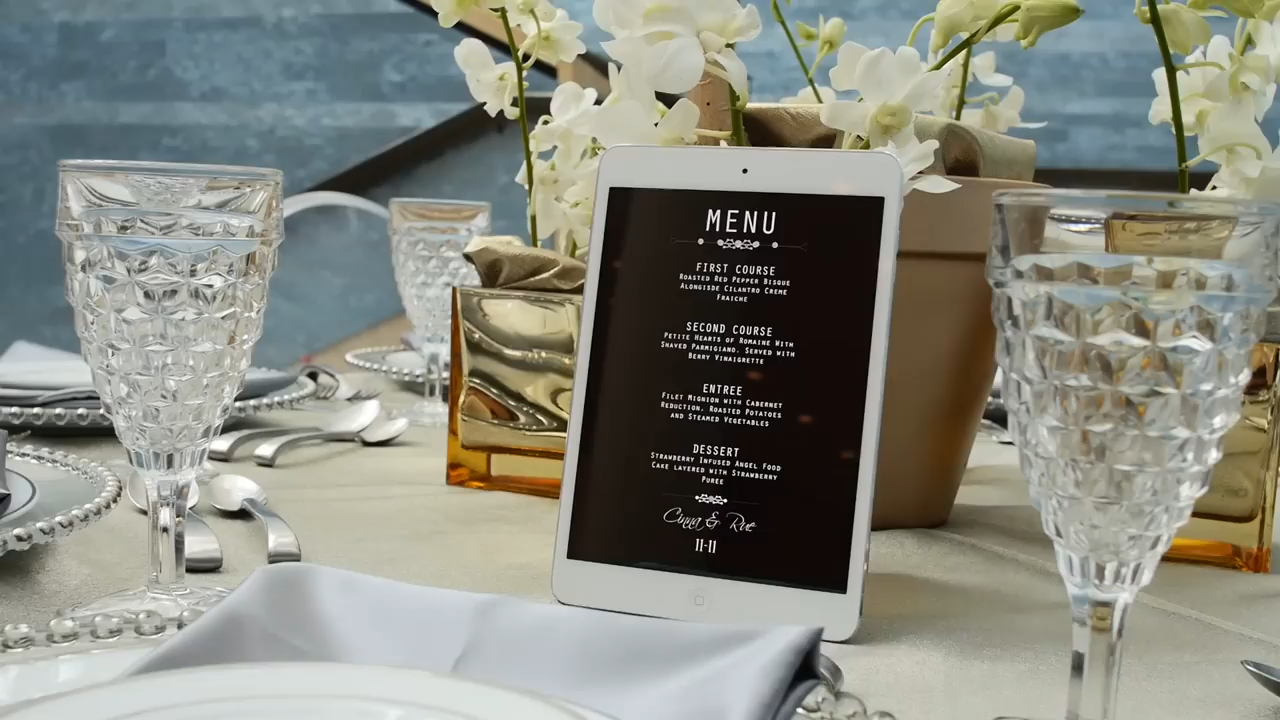 MENU
FIRST COURSE
Roasted Red Pepper Bisque
Alongside Cilantro Creme
Fraiche
SECOND COURSE
Petite Hearts of Romaine With
Shaved Parmigiano, Served with
Berry Vinaigrette
ENTREE
Filet Mignion with Cabernet
Reduction, Roasted Potatoes
and Steamed Vegetables
DESSERT
Strawberry Infused Angel Food
Cake layered with Strawberry
Puree
Cinna & Rue
11-11